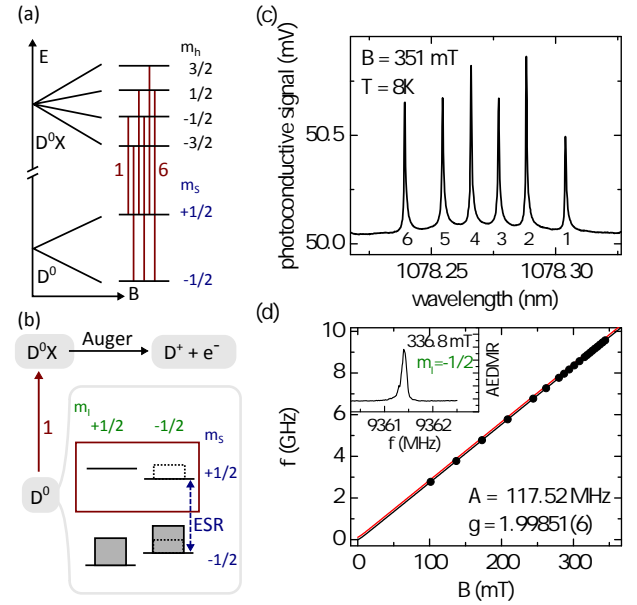 (a)
E
m_h
3/2
1/2
-1/2
-3/2
D⁰X
1
6
m_S
+1/2
D⁰
-1/2
B
(b)
D⁰X
Auger
D⁺ + e⁻
1
m_I
+1/2
-1/2
m_S
+1/2
D⁰
ESR
-1/2
(c)
photoconductive signal (mV)
B = 351 mT
T = 8K
50.5
50.0
6 5 4 3 2 1
1078.25 1078.30
wavelength (nm)
(d)
f (GHz)
10
8
6
4
2
0
336.8 mT
m_I=-1/2
AEDMR
9361 9362
f (MHz)
A = 117.52 MHz
g = 1.99851(6)
0 100 200 300
B (mT)